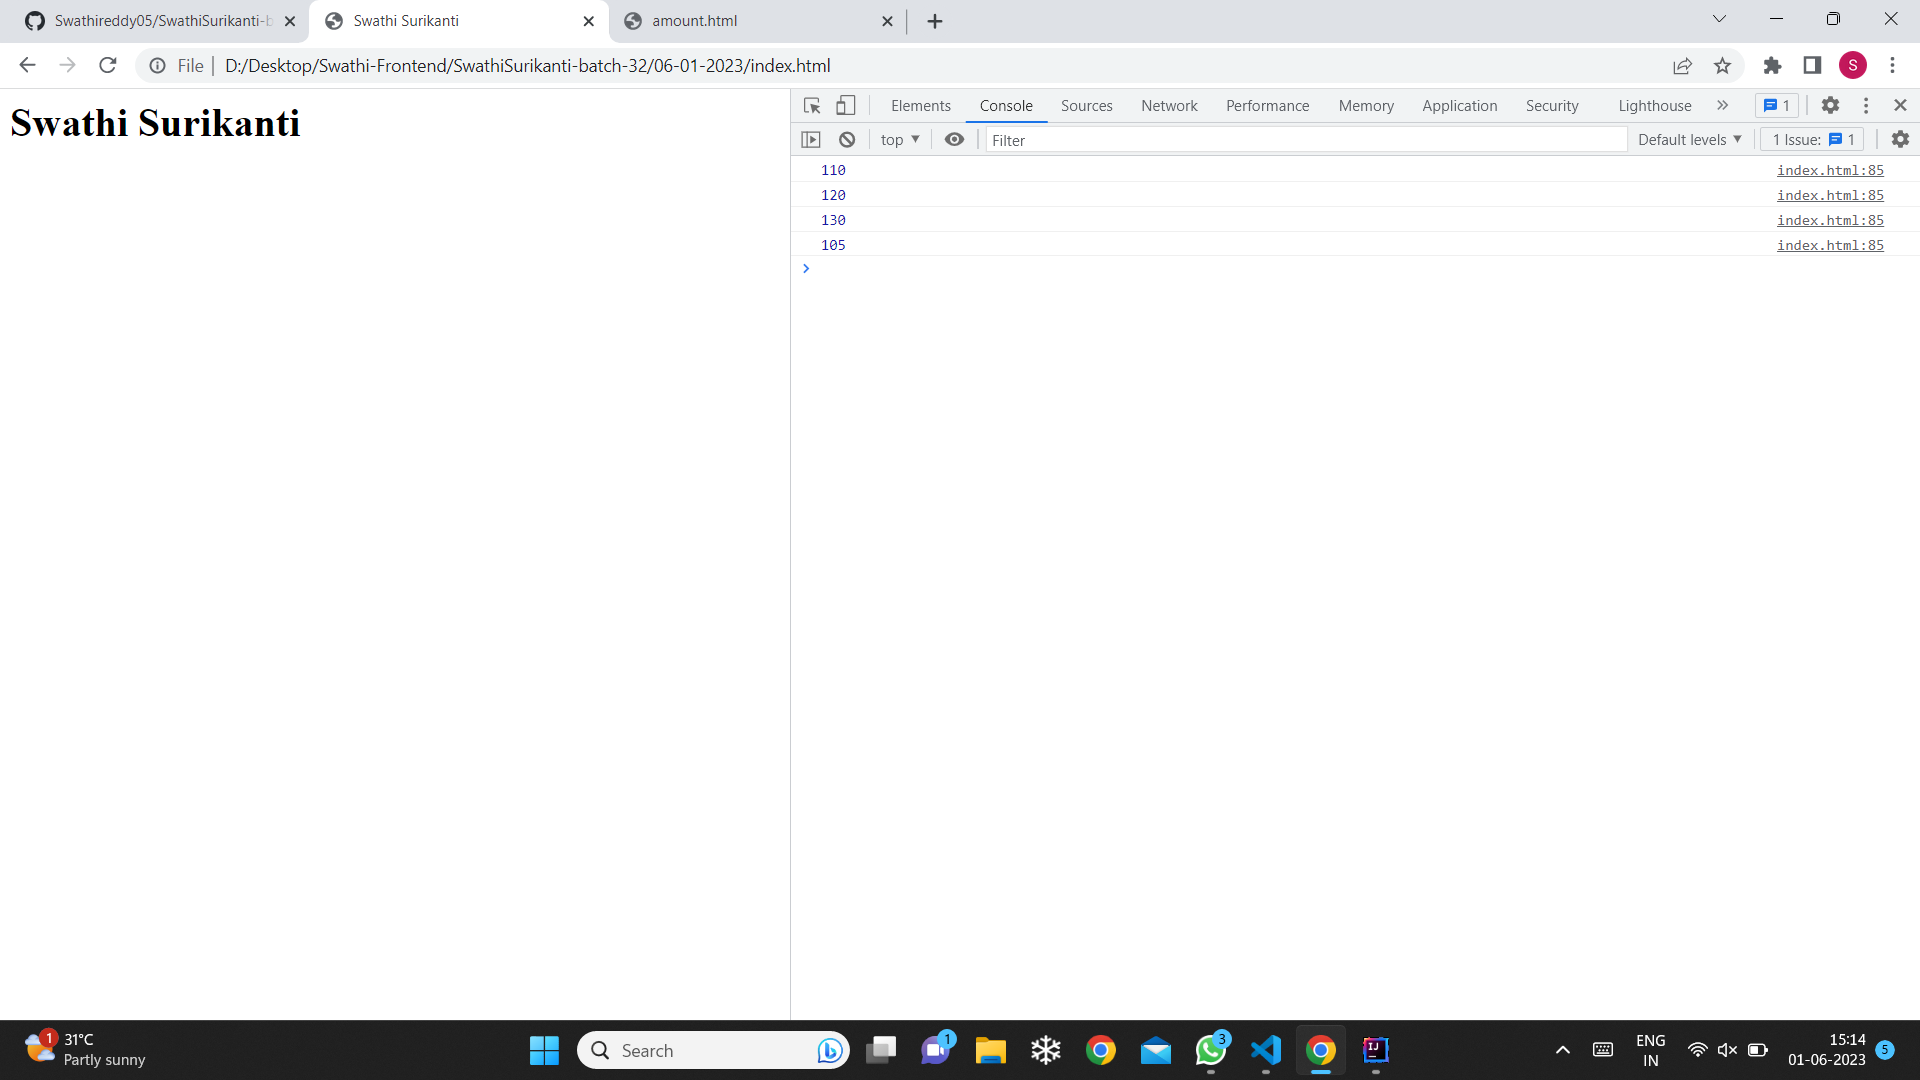 Swathireddy05/SwathiSurikanti-b
Swathi Surikanti
amount.html
File
D:/Desktop/Swathi-Frontend/SwathiSurikanti-batch-32/06-01-2023/index.html
S
Swathi Surikanti
Elements Console Sources Network Performance Memory Application Security Lighthouse 1
top Filter Default levels 1 Issue: 1
110 index.html:85
120 index.html:85
130 index.html:85
105 index.html:85
1
31°C
Partly sunny
Search
1
3
IJ
ENG
IN
15:14
01-06-2023
5